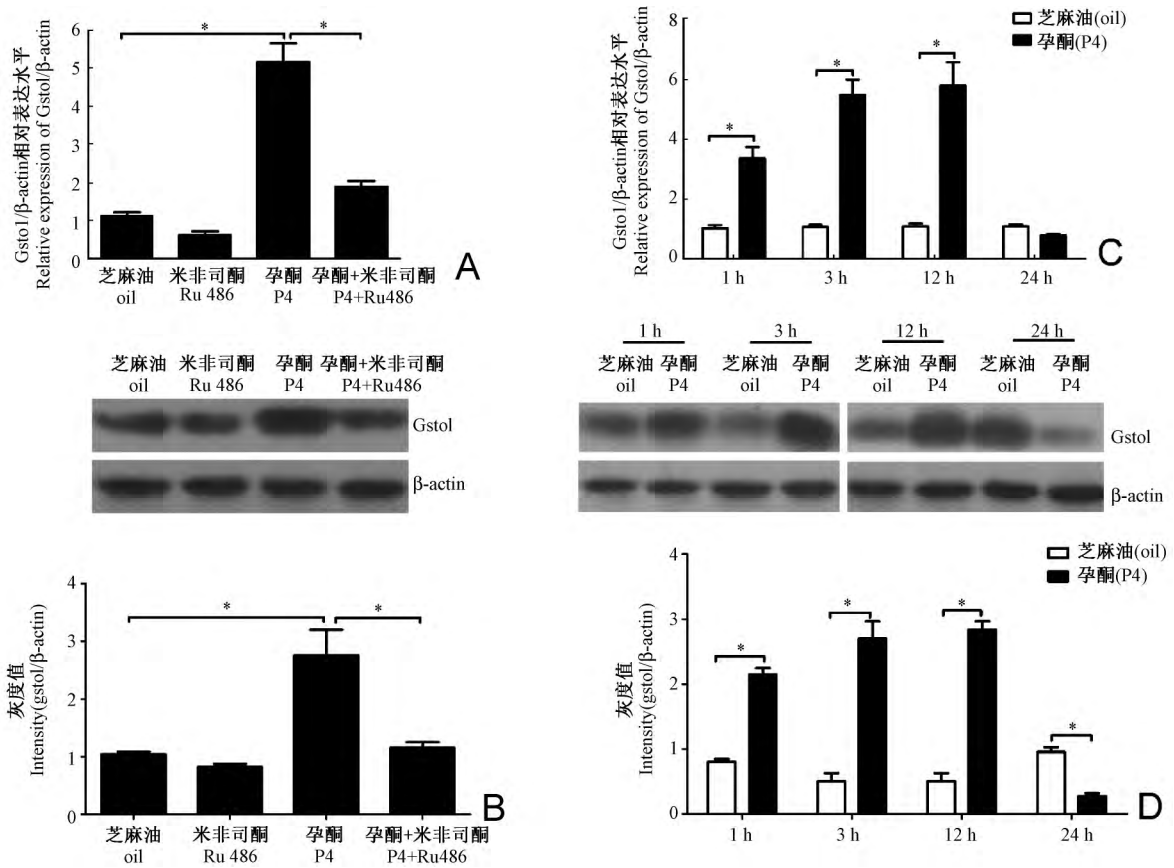 Gsto1/β-actin相对表达水平
Relative expression of Gstol/β-actin
6
5
4
3
2
1
0
*
*
芝麻油
oil
米非司酮
Ru 486
孕酮
P4
孕酮+米非司酮
P4+Ru486
A
芝麻油(oil)
孕酮(P4)
Gsto1/β-actin相对表达水平
Relative expression of Gstol/β-actin
8
6
4
2
0
*
*
*
1 h
3 h
12 h
24 h
C
芝麻油
oil
米非司酮
Ru 486
孕酮
P4
孕酮+米非司酮
P4+Ru486
Gstol
β-actin
1 h
3 h
12 h
24 h
芝麻油
oil
孕酮
P4
芝麻油
oil
孕酮
P4
芝麻油
oil
孕酮
P4
芝麻油
oil
孕酮
P4
Gstol
β-actin
灰度值
Intensity(gstol/β-actin)
4
3
2
1
0
*
*
芝麻油
oil
米非司酮
Ru 486
孕酮
P4
孕酮+米非司酮
P4+Ru486
B
芝麻油(oil)
孕酮(P4)
灰度值
Intensity(gstol/β-actin)
4
3
2
1
0
*
*
*
*
1 h
3 h
12 h
24 h
D